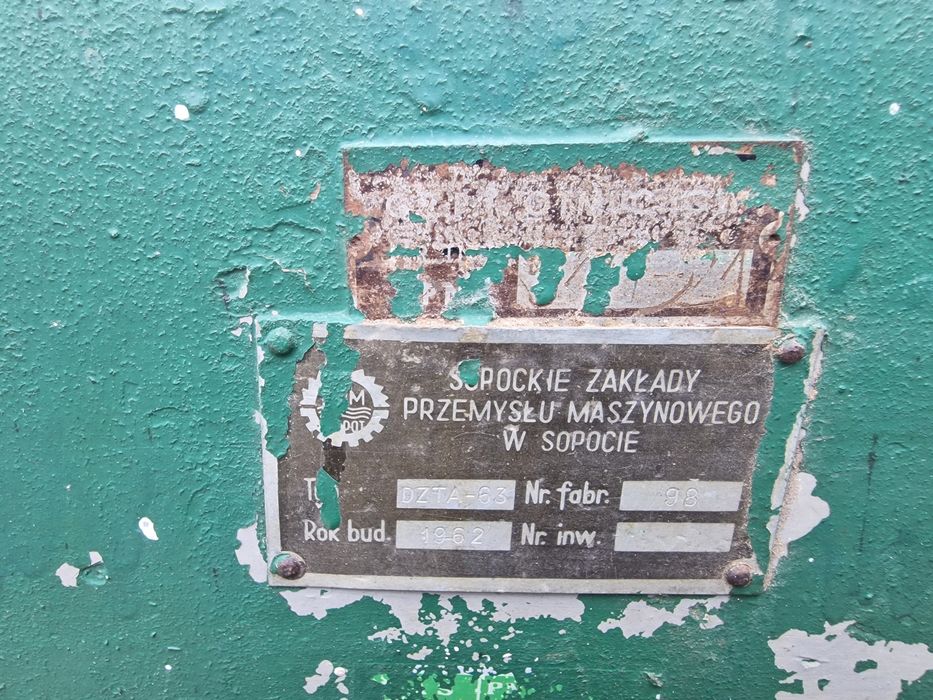 SOPOCKIE ZAKŁADY
PRZEMYSŁU MASZYNOWEGO
W SOPOCIE
DZTA-63 Nr. fabr. 98
Rok bud. 1962 Nr. inw.